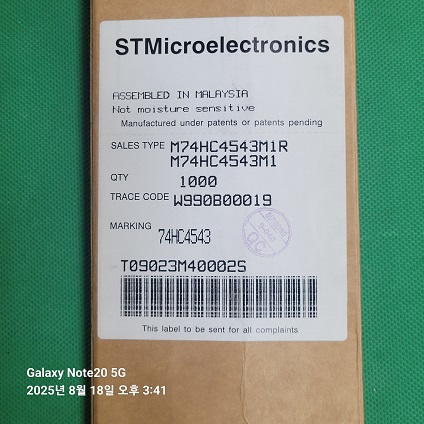 STMicroelectronics
ASSEMBLED IN MALAYSIA
Not moisture sensitive
Manufactured under patents or patents pending
SALES TYPE M74HC4543M1R
M74HC4543M1
QTY 1000
TRACE CODE W990B00019
MARKING 74HC4543
QC
T09023M40002S
This label to be sent for all complaints
Galaxy Note20 5G
2025년 8월 18일 오후 3:41